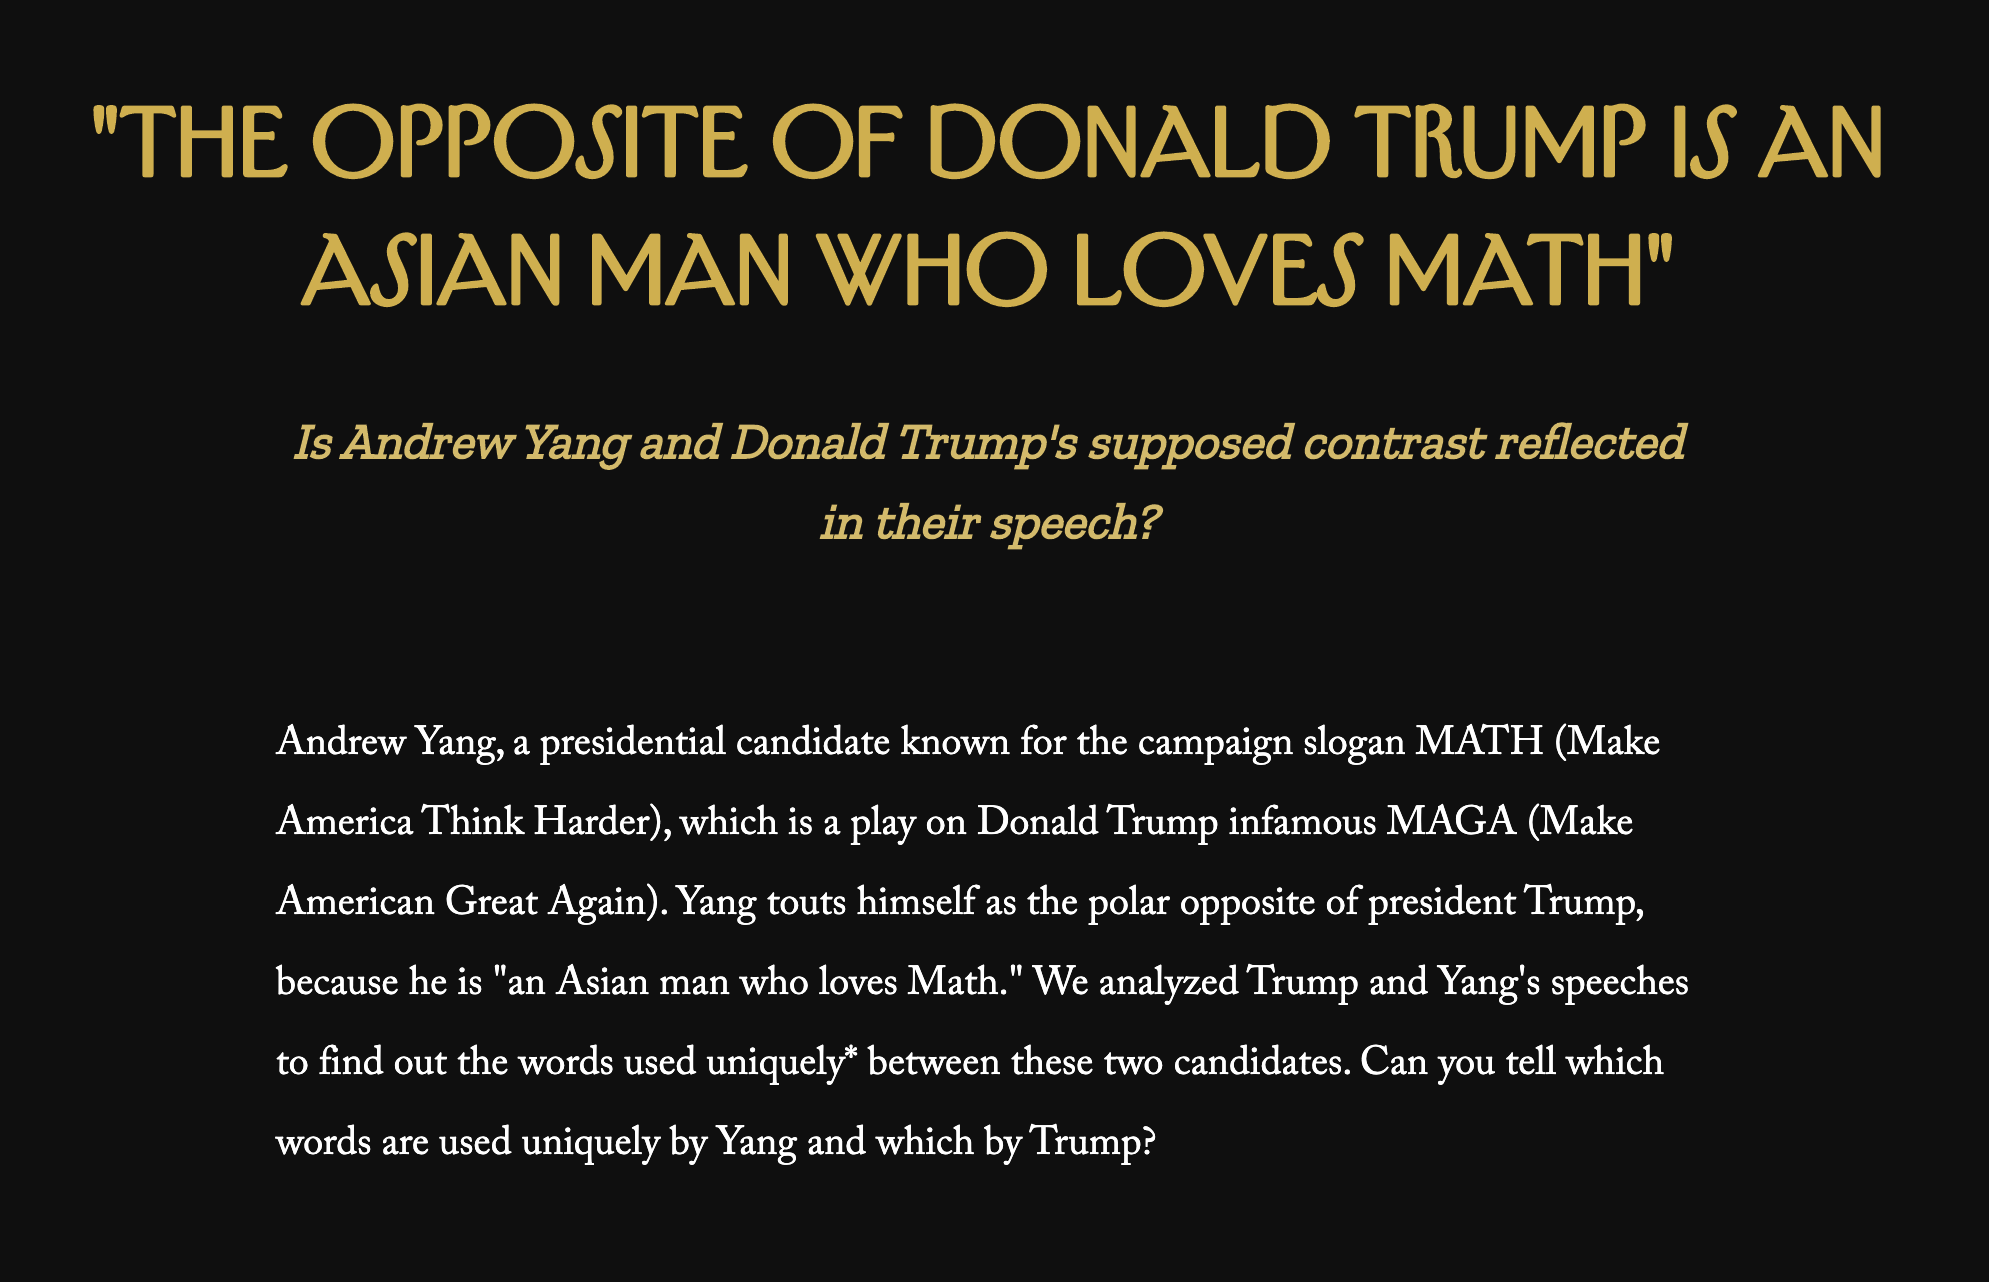 "THE OPPOSITE OF DONALD TRUMP IS AN
ASIAN MAN WHO LOVES MATH"
Is Andrew Yang and Donald Trump's supposed contrast reflected
in their speech?
Andrew Yang, a presidential candidate known for the campaign slogan MATH (Make
America Think Harder), which is a play on Donald Trump infamous MAGA (Make
American Great Again). Yang touts himself as the polar opposite of president Trump,
because he is "an Asian man who loves Math." We analyzed Trump and Yang's speeches
to find out the words used uniquely* between these two candidates. Can you tell which
words are used uniquely by Yang and which by Trump?